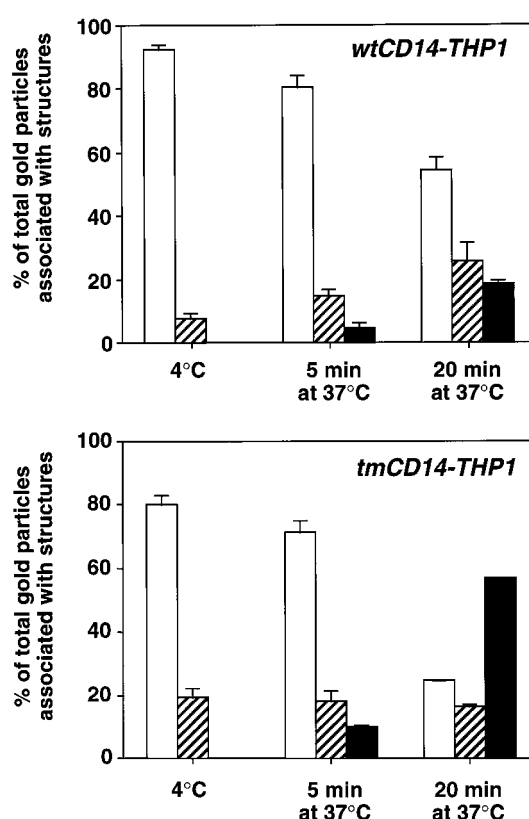 wtCD14-THP1
% of total gold particles
associated with structures
100
80
60
40
20
0
4°C
5 min
at 37°C
20 min
at 37°C
tmCD14-THP1
% of total gold particles
associated with structures
100
80
60
40
20
0
4°C
5 min
at 37°C
20 min
at 37°C